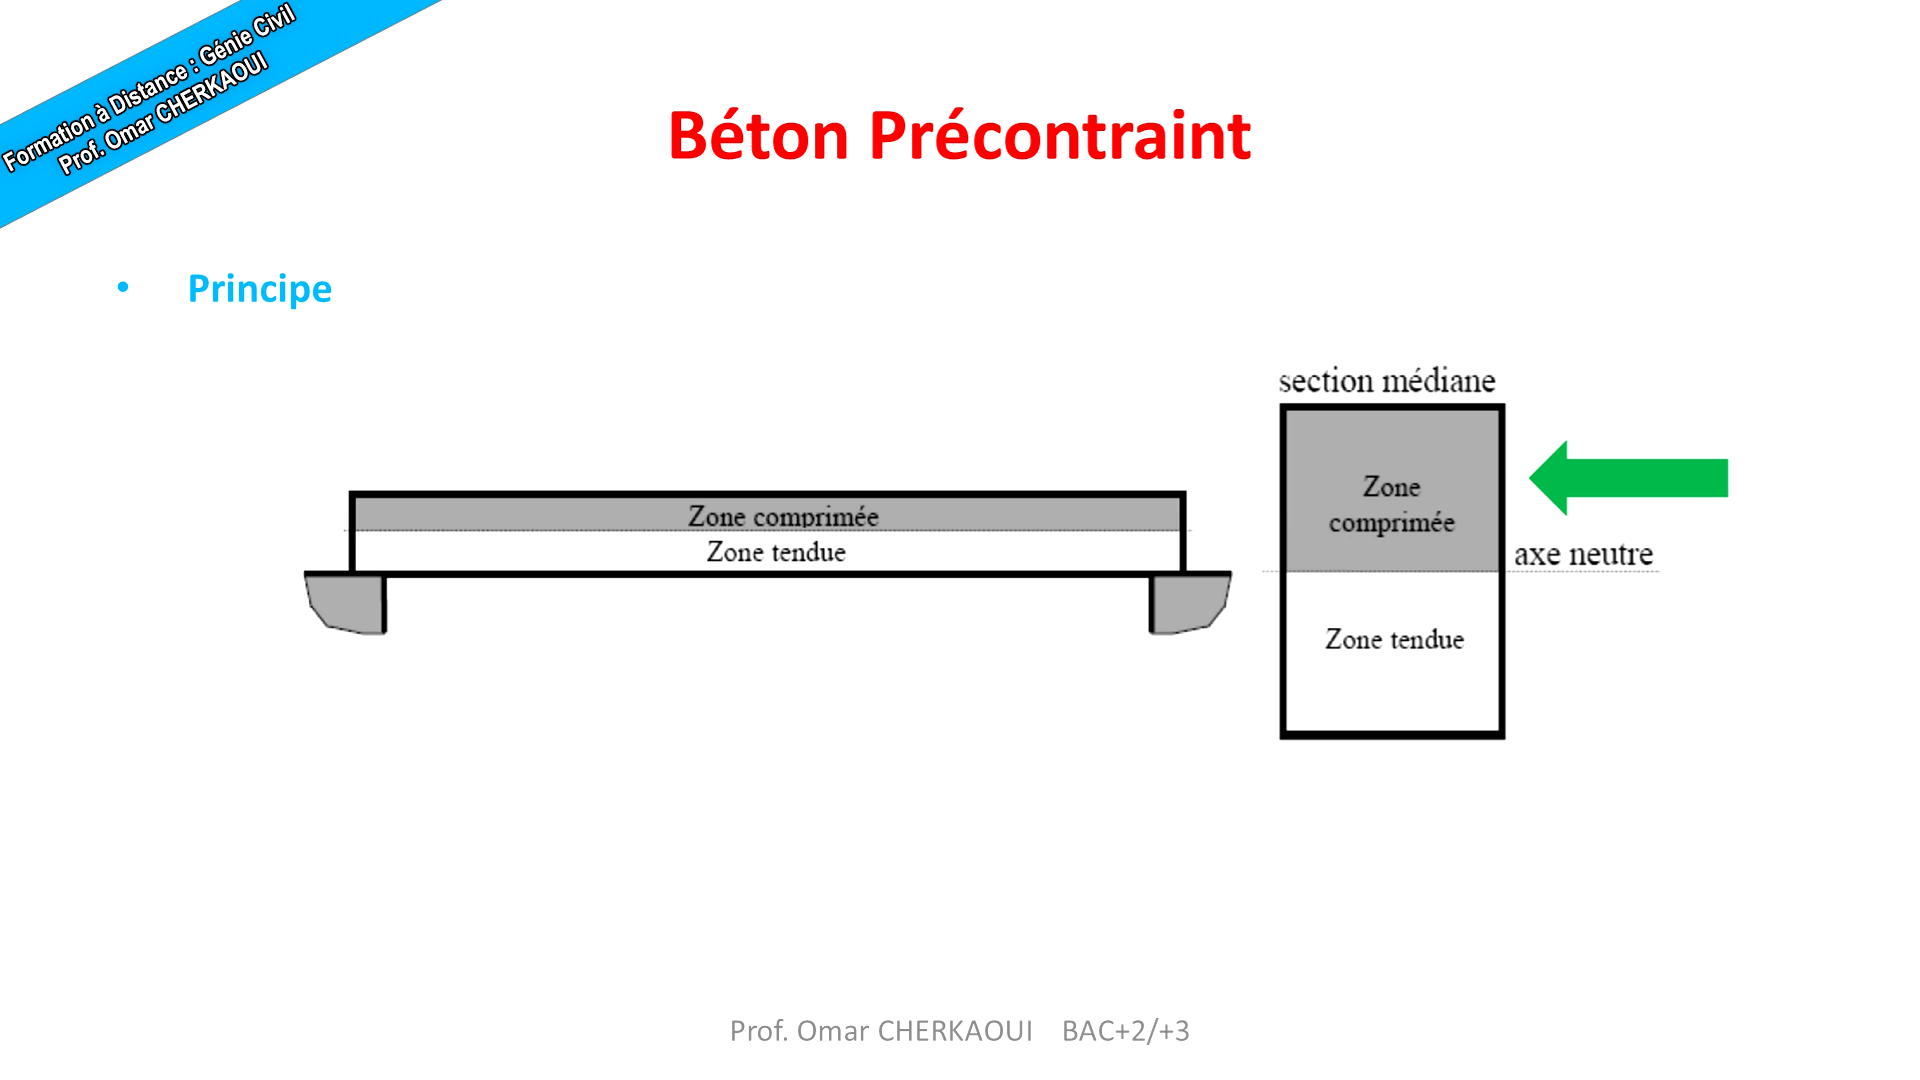 Formation à Distance : Génie Civil
Prof. Omar CHERKAOUI
Béton Précontraint
• Principe
section médiane
Zone comprimée
Zone tendue
Zone
comprimée
axe neutre
Zone tendue
Prof. Omar CHERKAOUI BAC+2/+3